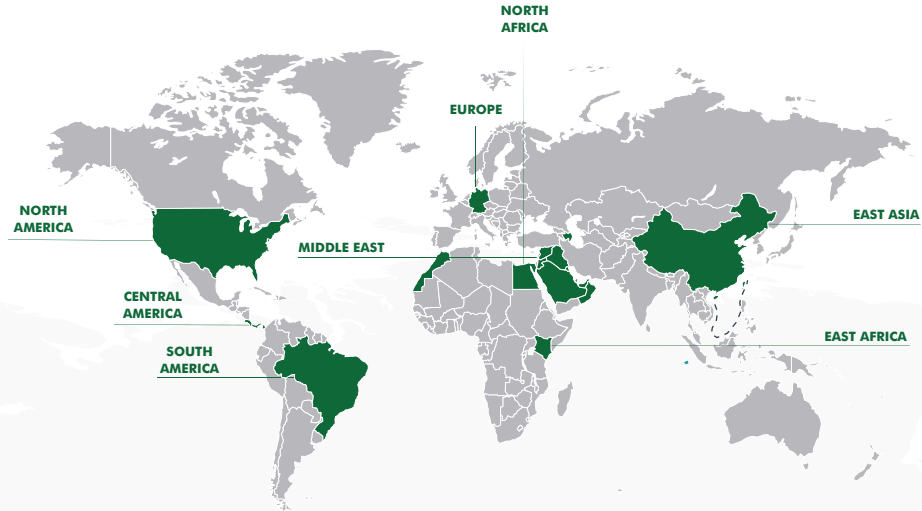 NORTH
AFRICA
EUROPE
NORTH
AMERICA
EAST ASIA
MIDDLE EAST
CENTRAL
AMERICA
EAST AFRICA
SOUTH
AMERICA